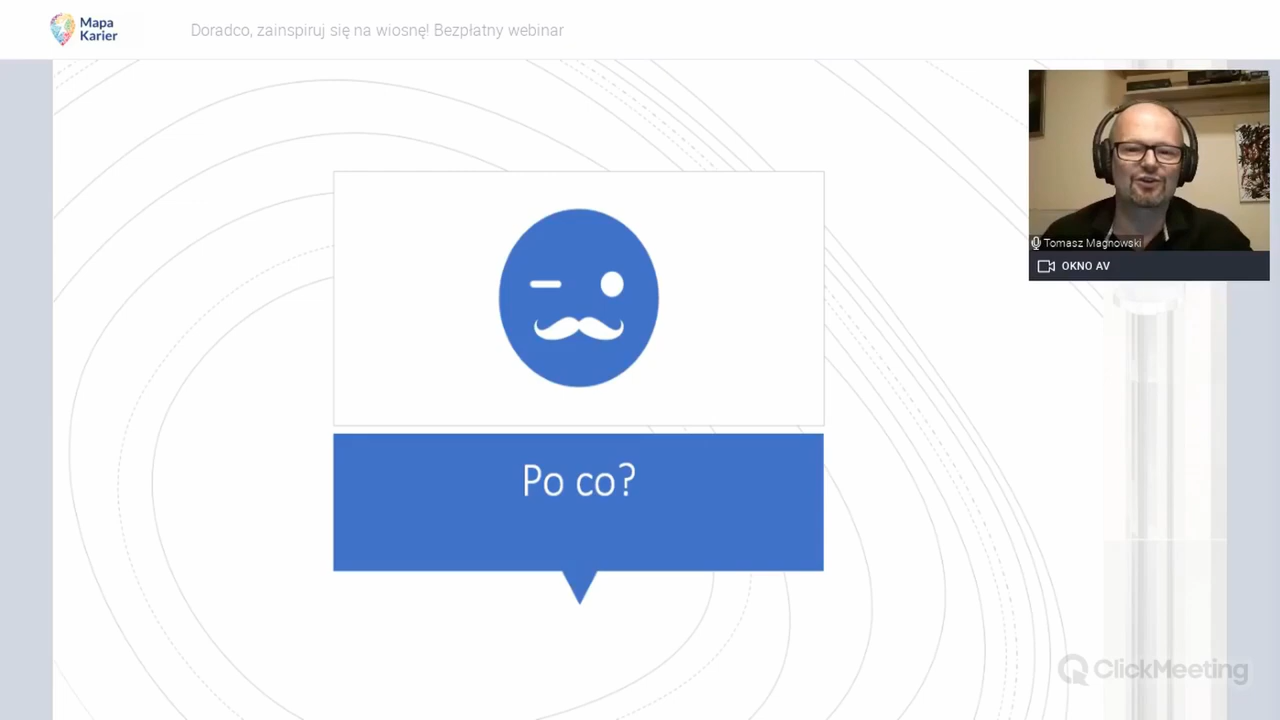 Mapa
Karier
Doradco, zainspiruj się na wiosnę! Bezpłatny webinar
Tomasz Magnowski
OKNO AV
Po co?
ClickMeeting